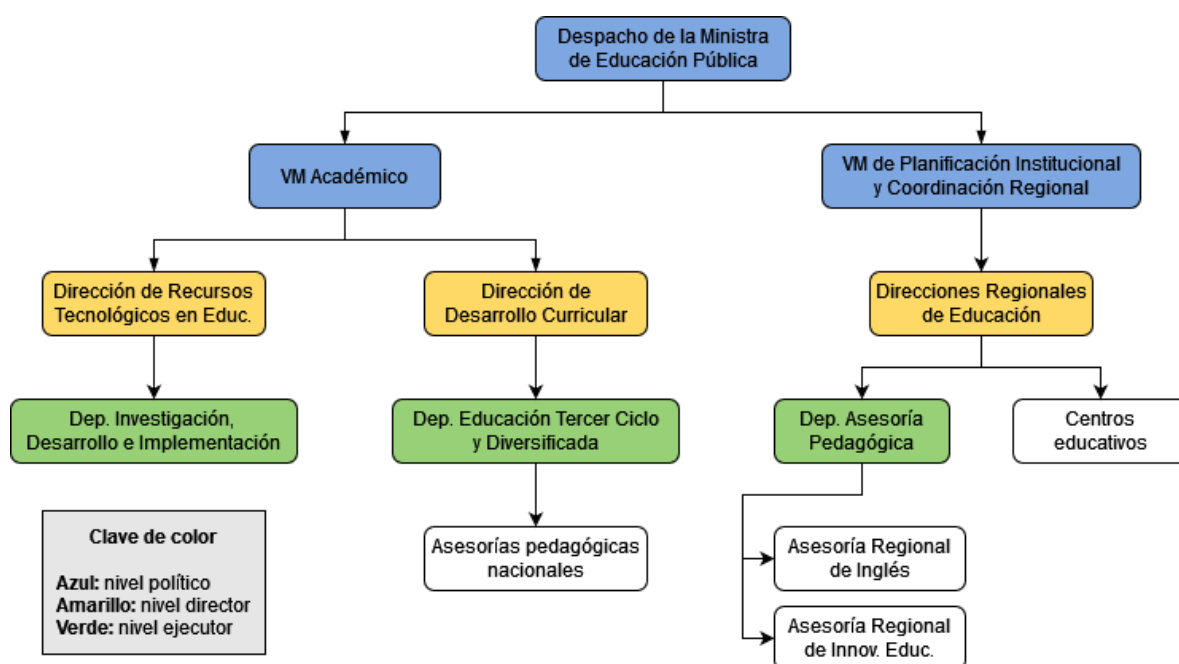 Despacho de la Ministra
de Educación Pública
VM Académico
VM de Planificación Institucional
y Coordinación Regional
Dirección de Recursos
Tecnológicos en Educ.
Dirección de
Desarrollo Curricular
Direcciones Regionales
de Educación
Dep. Investigación,
Desarrollo e Implementación
Dep. Educación Tercer Ciclo
y Diversificada
Dep. Asesoría
Pedagógica
Centros
educativos
Clave de color
Azul: nivel político
Amarillo: nivel director
Verde: nivel ejecutor
Asesorías pedagógicas
nacionales
Asesoría Regional
de Inglés
Asesoría Regional
de Innov. Educ.